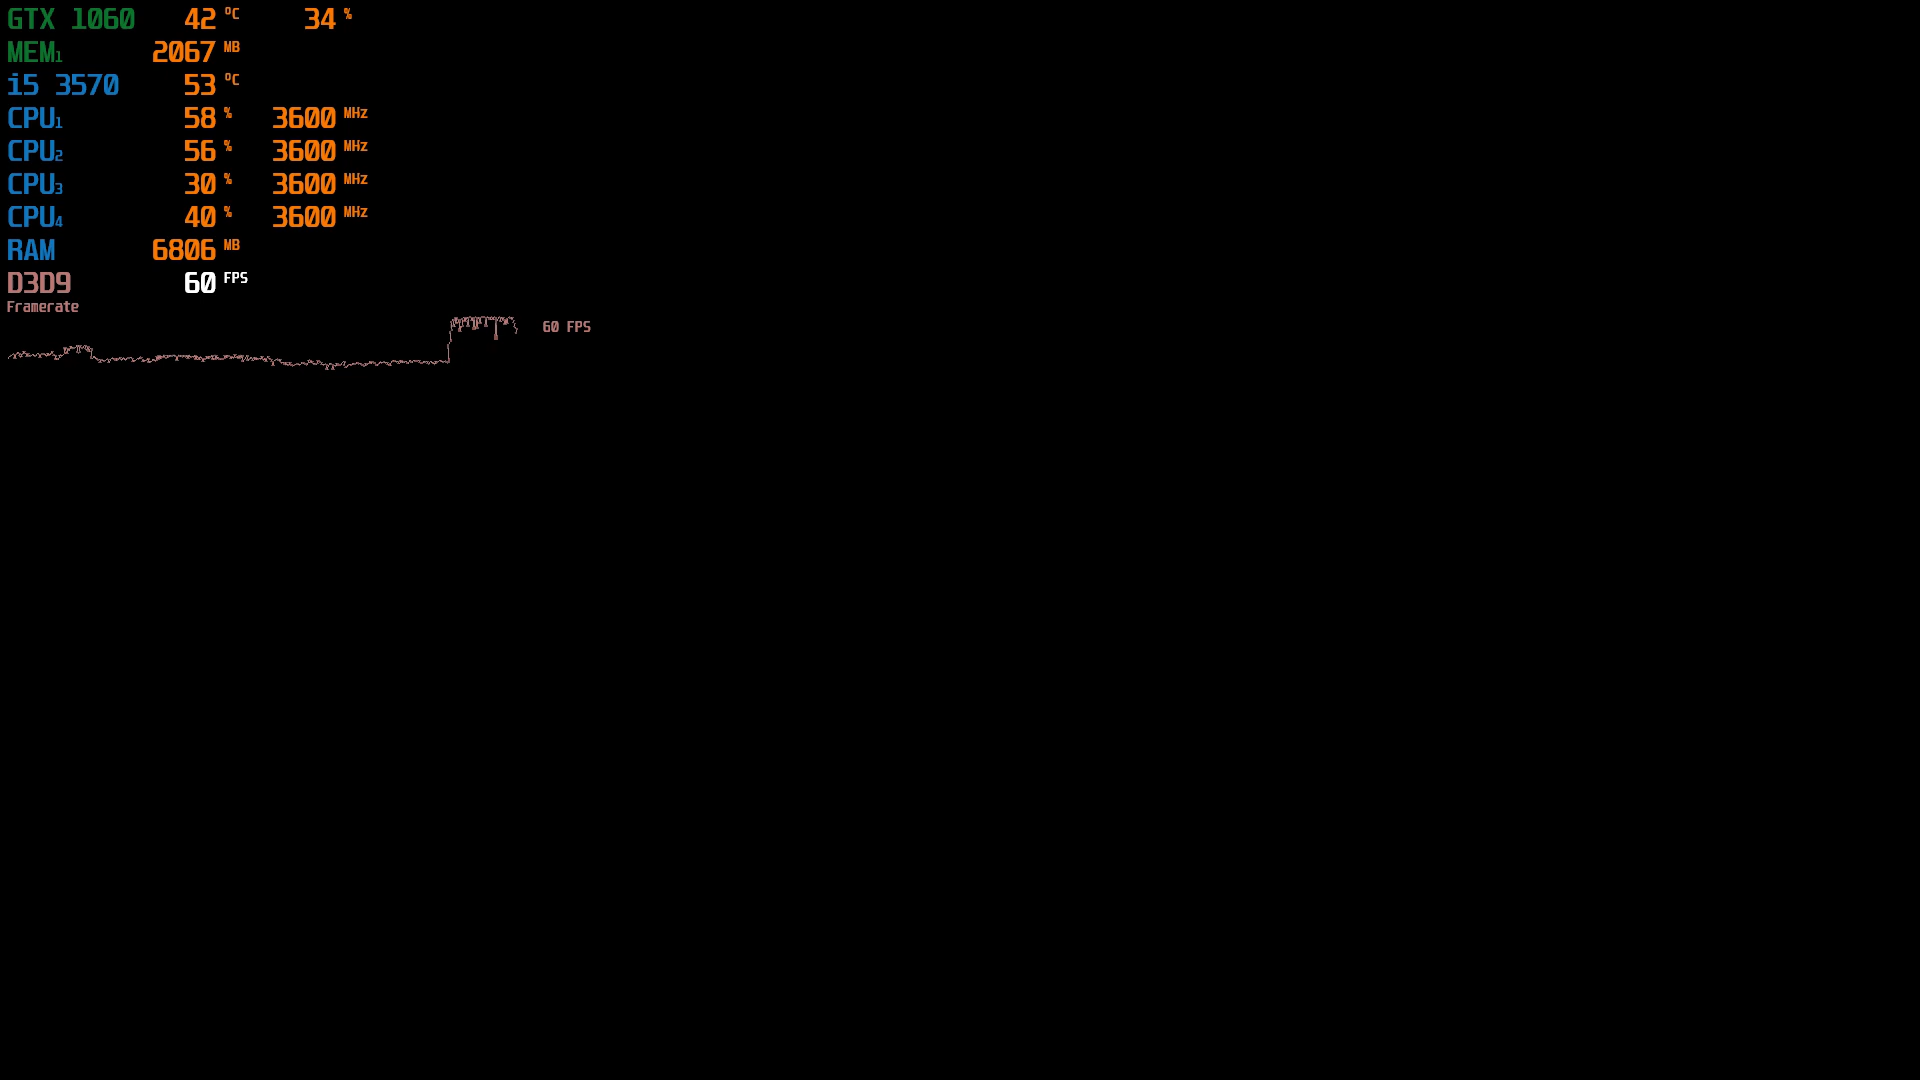 GTX 1060 42 °C 34 %
MEM1 2067 MB
i5 3570 53 °C
CPU1 58 % 3600 MHz
CPU2 56 % 3600 MHz
CPU3 30 % 3600 MHz
CPU4 40 % 3600 MHz
RAM 6806 MB
D3D9 60 FPS
Framerate
60 FPS